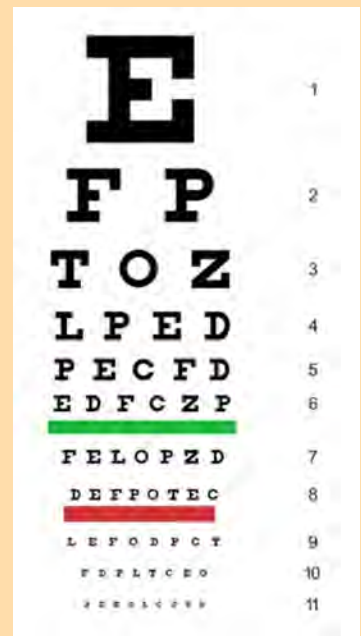 E 1
F P 2
T O Z 3
L P E D 4
P E C F D 5
E D F C Z P 6
F E L O P Z D 7
D E F P O T E C 8
L E F O D P C T 9
F D P L T C E O 10
11